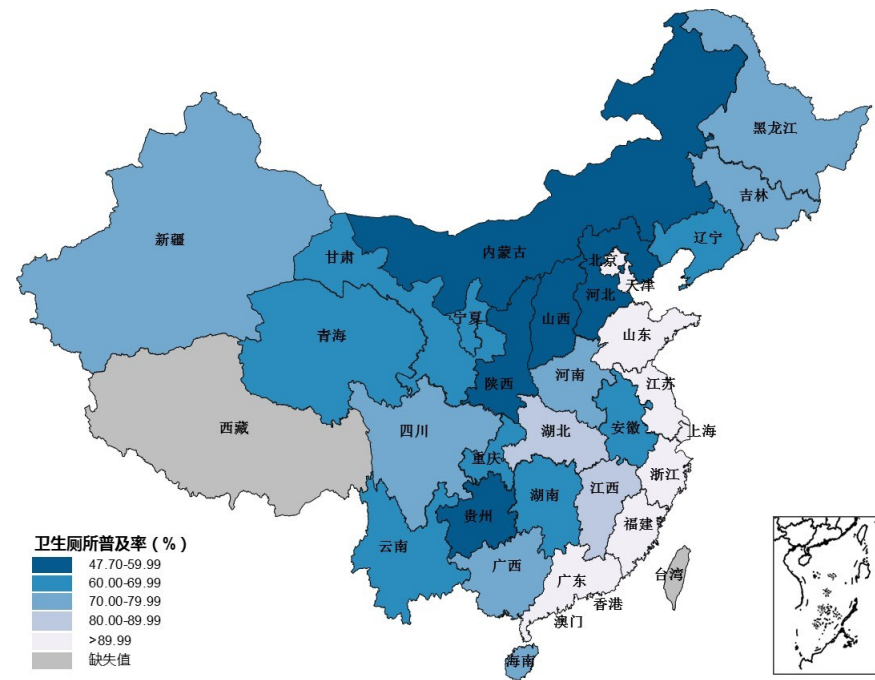 黑龙江
吉林
辽宁
新疆
甘肃
内蒙古
北京
天津
河北
山西
宁夏
青海
山东
陕西
河南
江苏
西藏
四川
湖北
安徽
上海
重庆
浙江
湖南
江西
贵州
福建
云南
广西
广东
台湾
香港
澳门
海南
卫生厕所普及率（%）
47.70-59.99
60.00-69.99
70.00-79.99
80.00-89.99
>89.99
缺失值